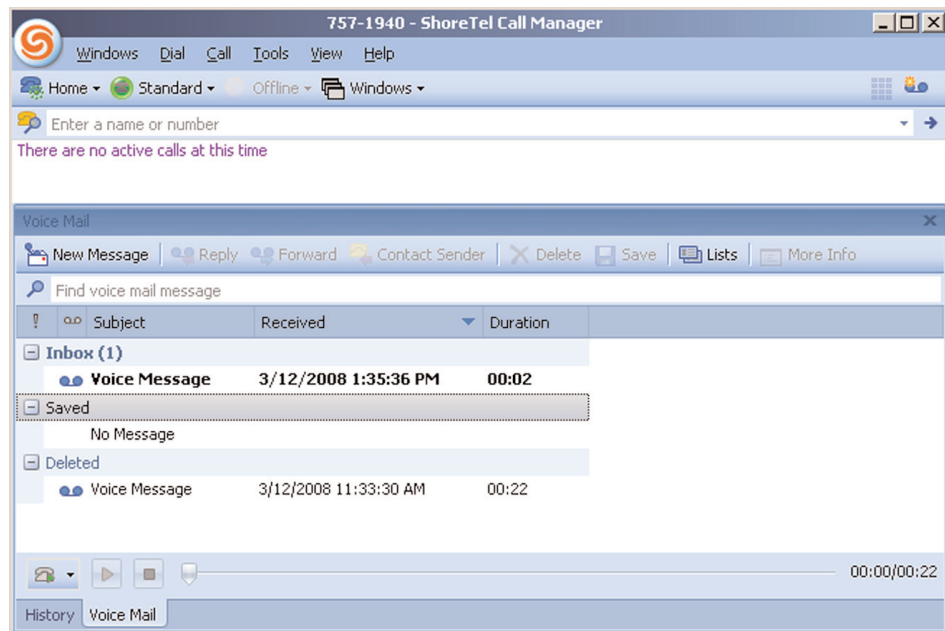 757-1940 - ShoreTel Call Manager
Windows Dial Call Tools View Help
Home Standard Offline Windows
Enter a name or number
There are no active calls at this time
Voice Mail
New Message Reply Forward Contact Sender Delete Save Lists More Info
Find voice mail message
! Subject Received Duration
Inbox (1)
Voice Message 3/12/2008 1:35:36 PM 00:02
Saved
No Message
Deleted
Voice Message 3/12/2008 11:33:30 AM 00:22
00:00/00:22
History Voice Mail